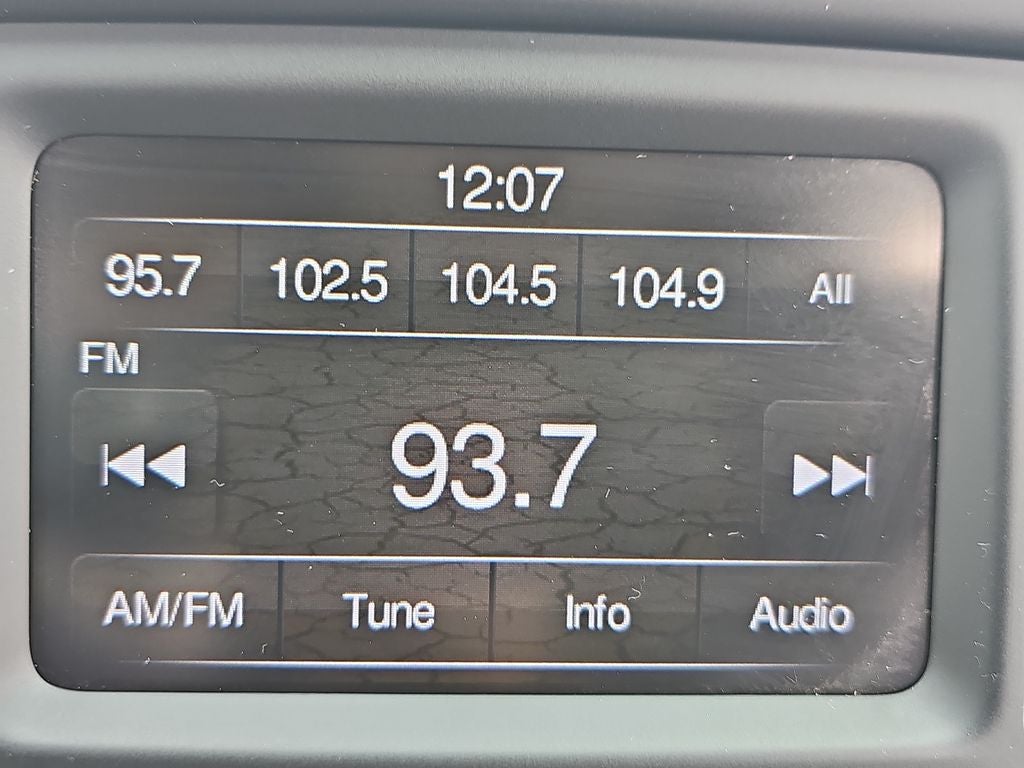 12:07
95.7 102.5 104.5 104.9 All
FM
93.7
AM/FM Tune Info Audio